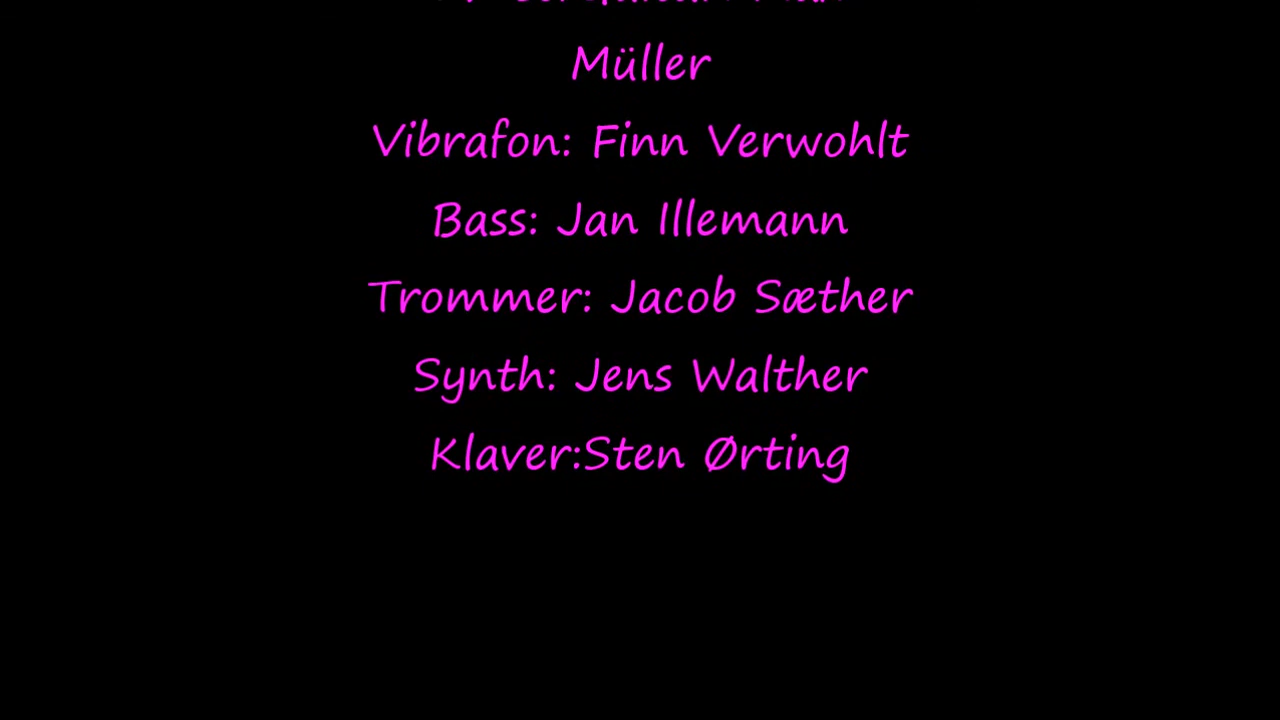 Müller
Vibrafon: Finn Verwohlt
Bass: Jan Illemann
Trommer: Jacob Sæther
Synth: Jens Walther
Klaver:Sten Ørting